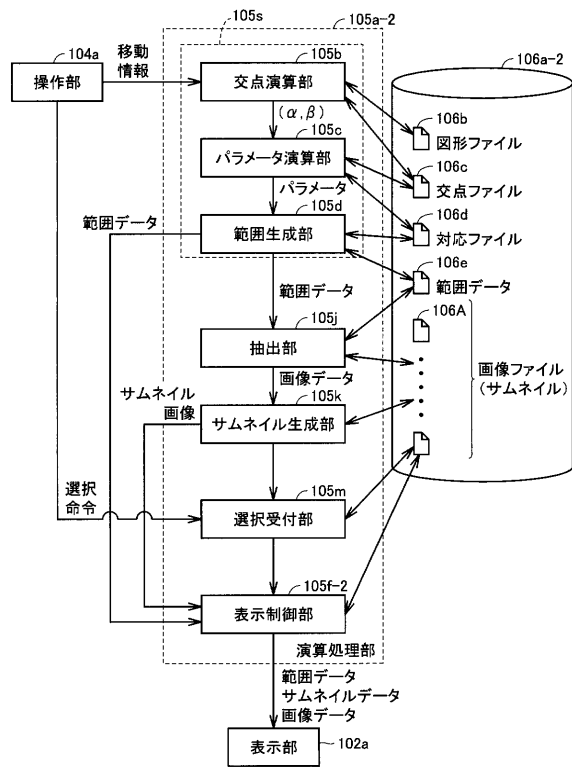 105s
105a-2
104a
移動
情報
105b
106a-2
操作部
交点演算部
(α,β)
105c
106b
図形ファイル
パラメータ演算部
106c
交点ファイル
パラメータ
105d
106d
範囲データ
範囲生成部
対応ファイル
106e
範囲データ
範囲データ
105j
106A
抽出部
画像データ
画像ファイル
(サムネイル)
サムネイル
画像
105k
サムネイル生成部
選択
命令
105m
選択受付部
105f-2
表示制御部
演算処理部
範囲データ
サムネイルデータ
画像データ
表示部
102a